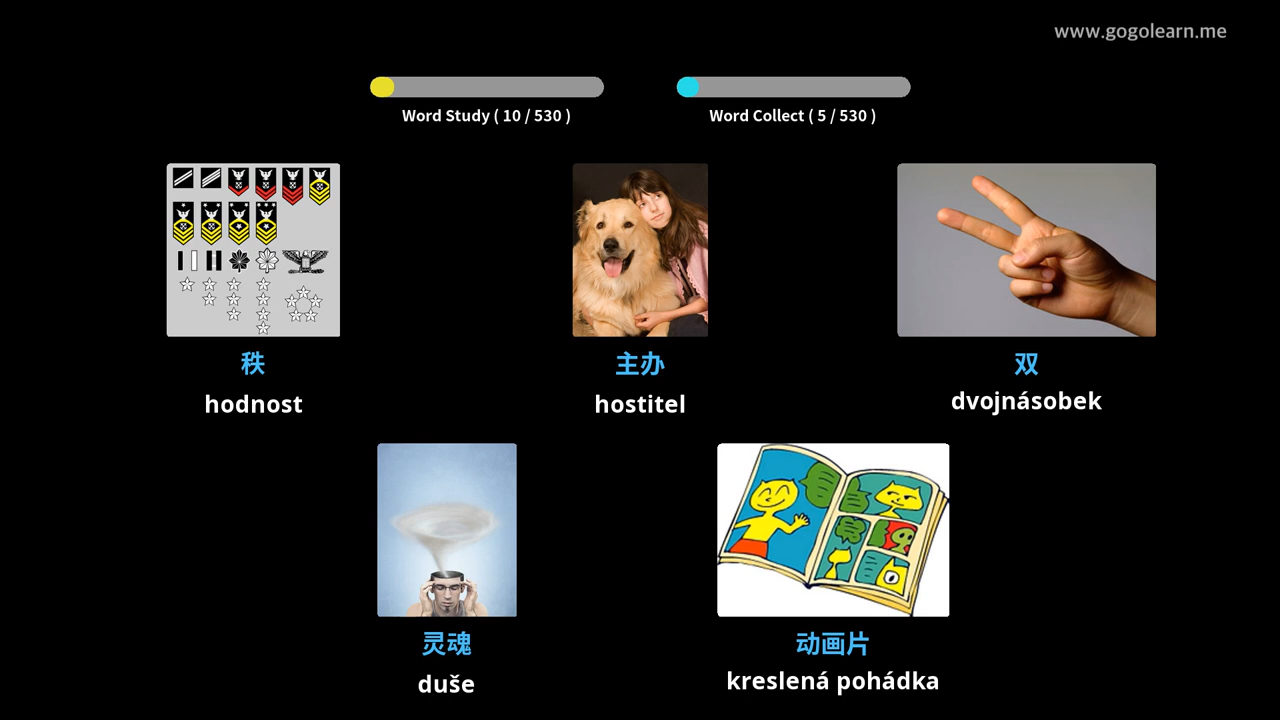 www.gogolearn.me
Word Study ( 10 / 530 )
Word Collect ( 5 / 530 )
秩
hodnost
主办
hostitel
双
dvojnásobek
灵魂
duše
动画片
kreslená pohádka